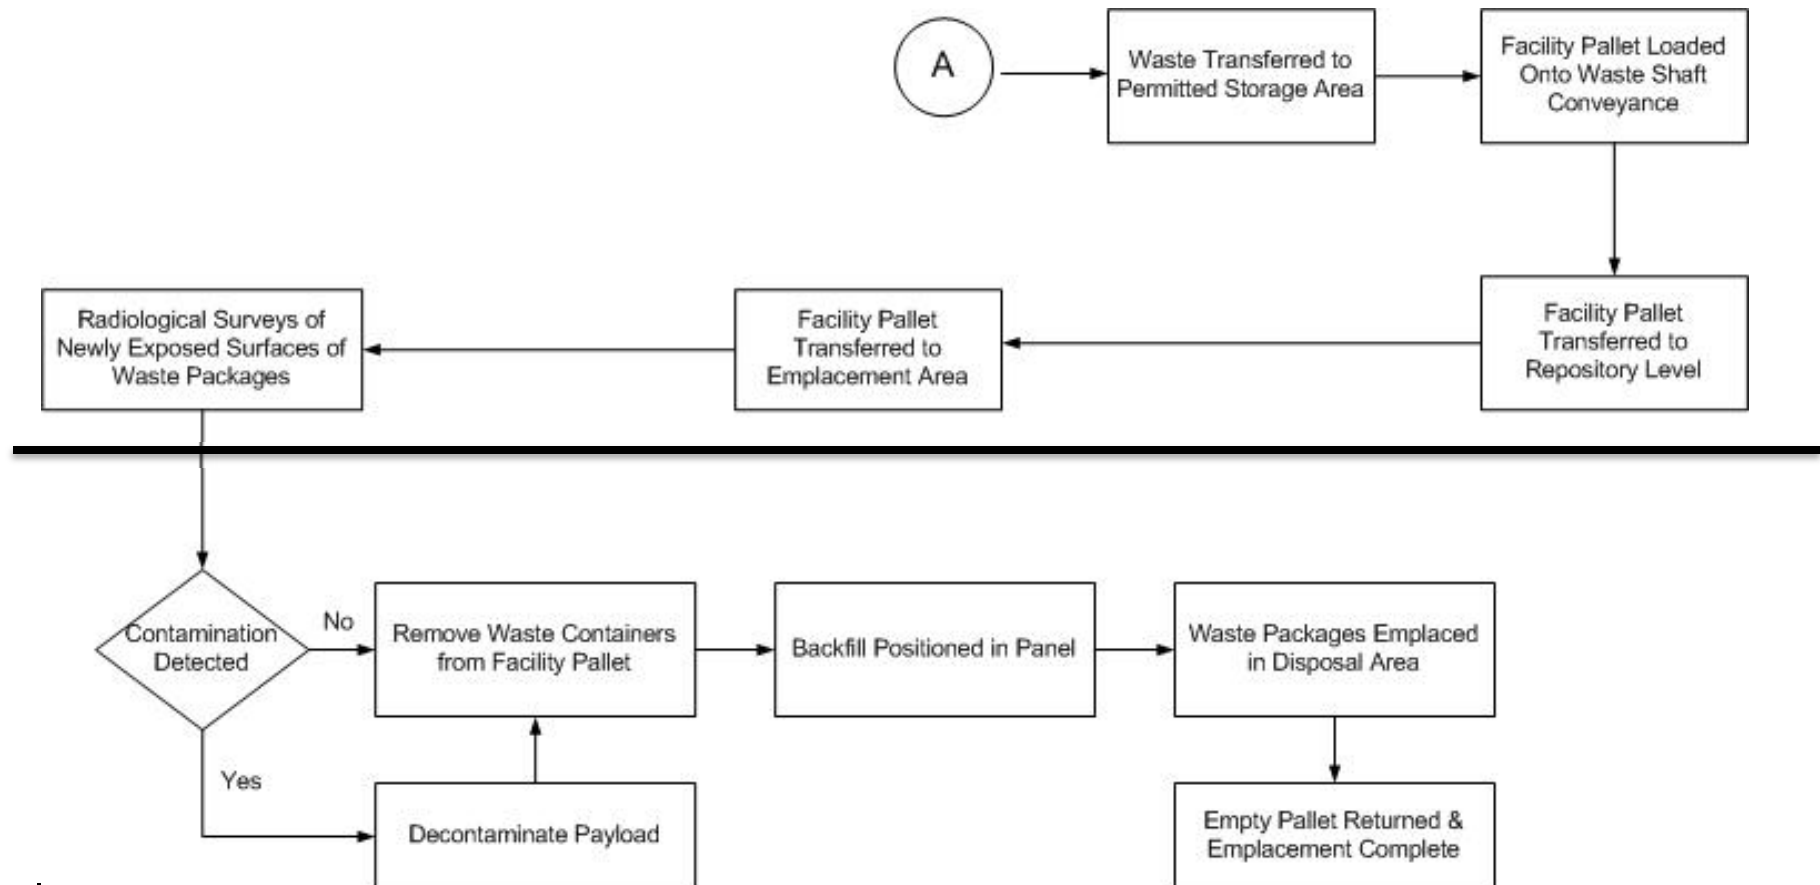 A
Waste Transferred to
Permitted Storage Area
Facility Pallet Loaded
Onto Waste Shaft
Conveyance
Radiological Surveys of
Newly Exposed Surfaces of
Waste Packages
Facility Pallet
Transferred to
Emplacement Area
Facility Pallet
Transferred to
Repository Level
Contamination
Detected
No
Remove Waste Containers
from Facility Pallet
Backfill Positioned in Panel
Waste Packages Emplaced
in Disposal Area
Yes
Decontaminate Payload
Empty Pallet Returned &
Emplacement Complete